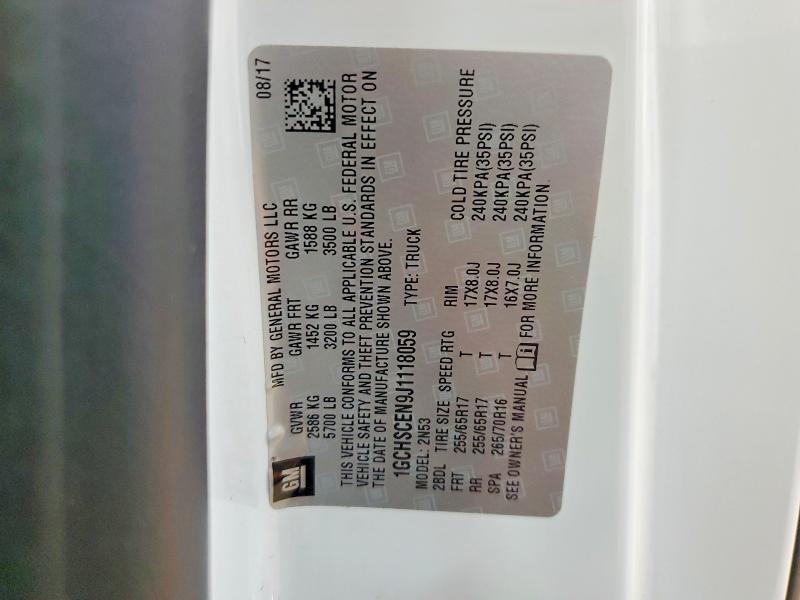 GM
MFD BY GENERAL MOTORS LLC 08/17
GVWR GAWR FRT GAWR RR
2586 KG 1452 KG 1588 KG
5700 LB 3200 LB 3500 LB
THIS VEHICLE CONFORMS TO ALL APPLICABLE U.S. FEDERAL MOTOR
VEHICLE SAFETY AND THEFT PREVENTION STANDARDS IN EFFECT ON
THE DATE OF MANUFACTURE SHOWN ABOVE.
1GCHSCEN9J1118059 TYPE: TRUCK
MODEL: 2N53
2BDL TIRE SIZE SPEED RTG RIM COLD TIRE PRESSURE
FRT 255/65R17 T 17X8.0J 240KPA(35PSI)
RR 255/65R17 T 17X8.0J 240KPA(35PSI)
SPA 265/70R16 T 16X7.0J 240KPA(35PSI)
SEE OWNER'S MANUAL i FOR MORE INFORMATION.